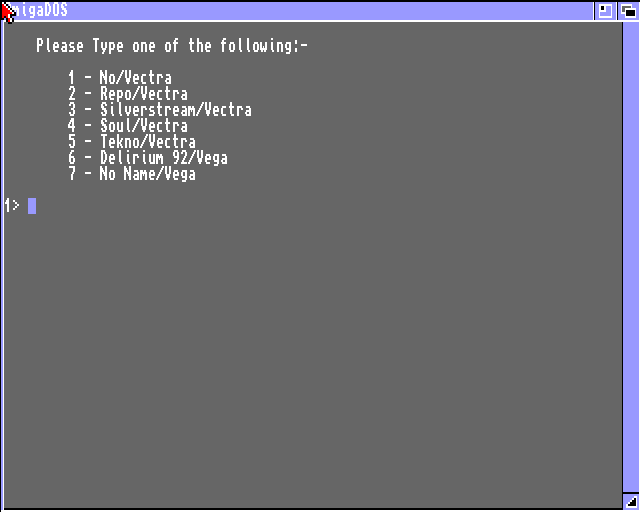 migaDOS
Please Type one of the following:-
1 - No/Vectra
2 - Repo/Vectra
3 - Silverstream/Vectra
4 - Soul/Vectra
5 - Tekno/Vectra
6 - Delirium 92/Vega
7 - No Name/Vega
1>